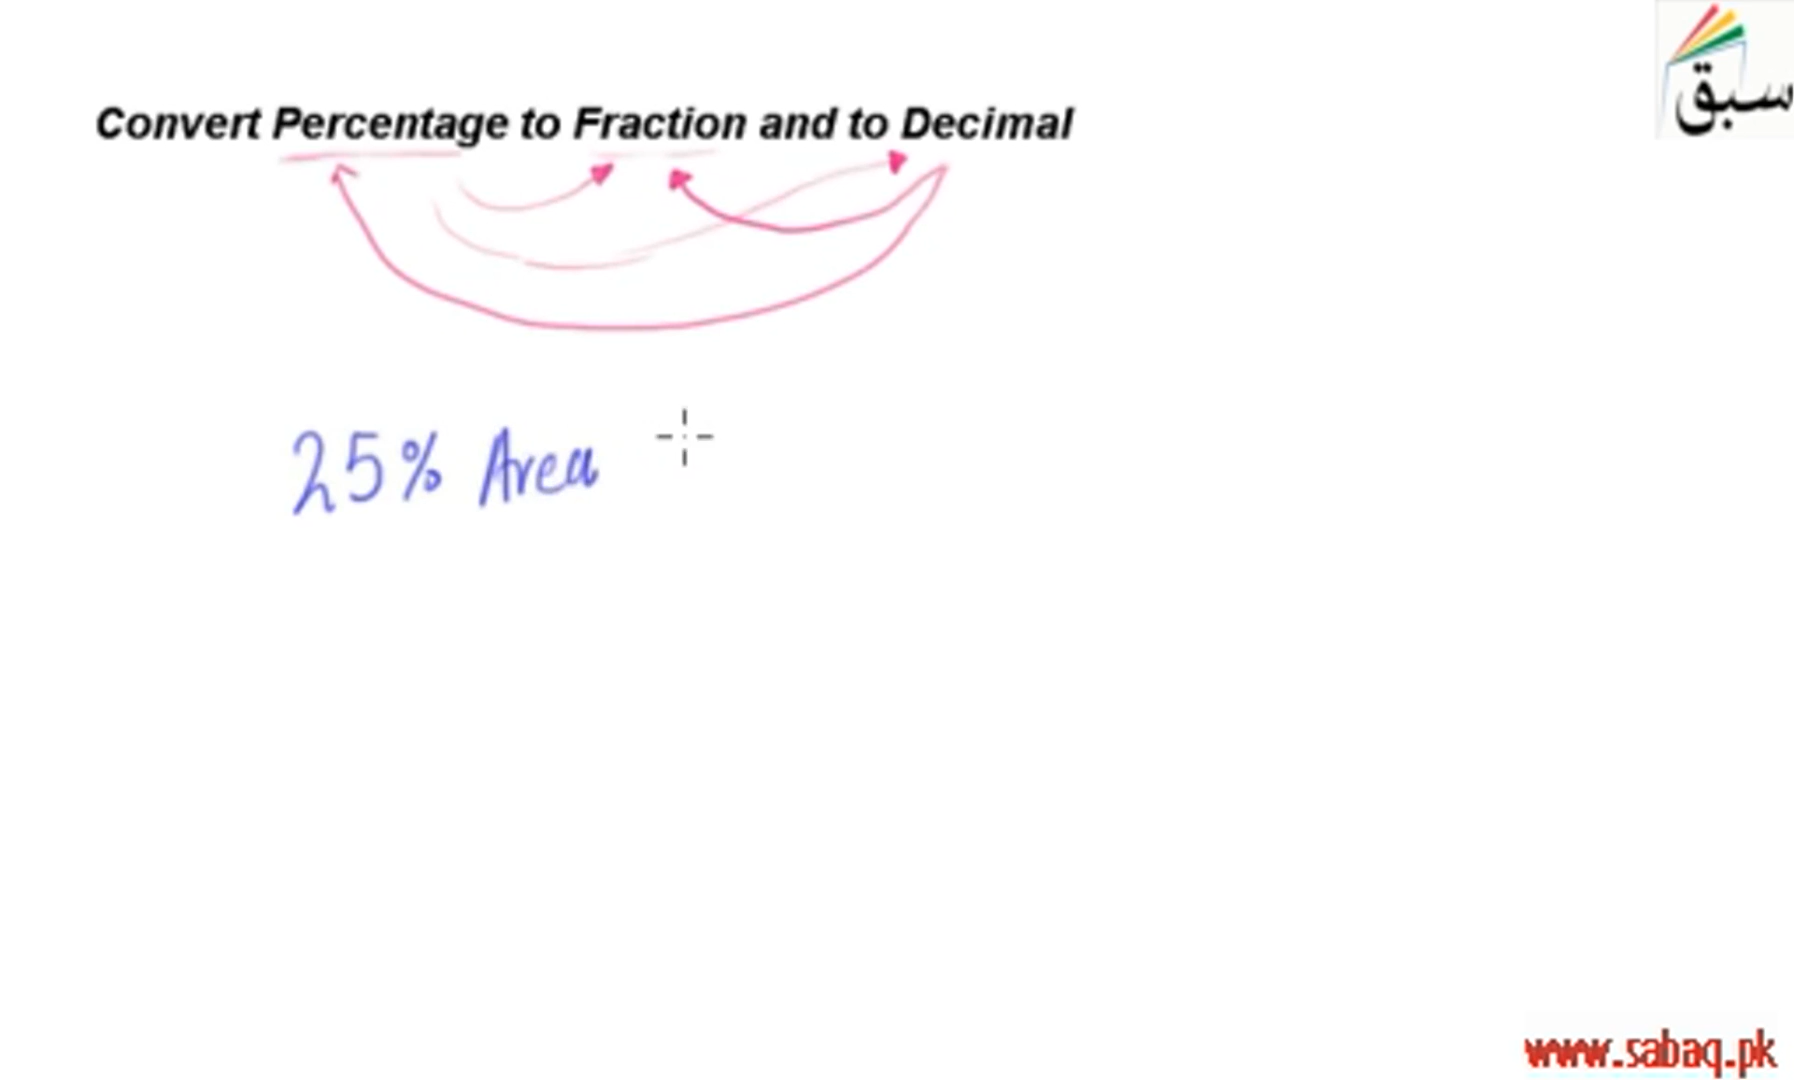 سبق
Convert Percentage to Fraction and to Decimal
25% Area
www.sabaq.pk